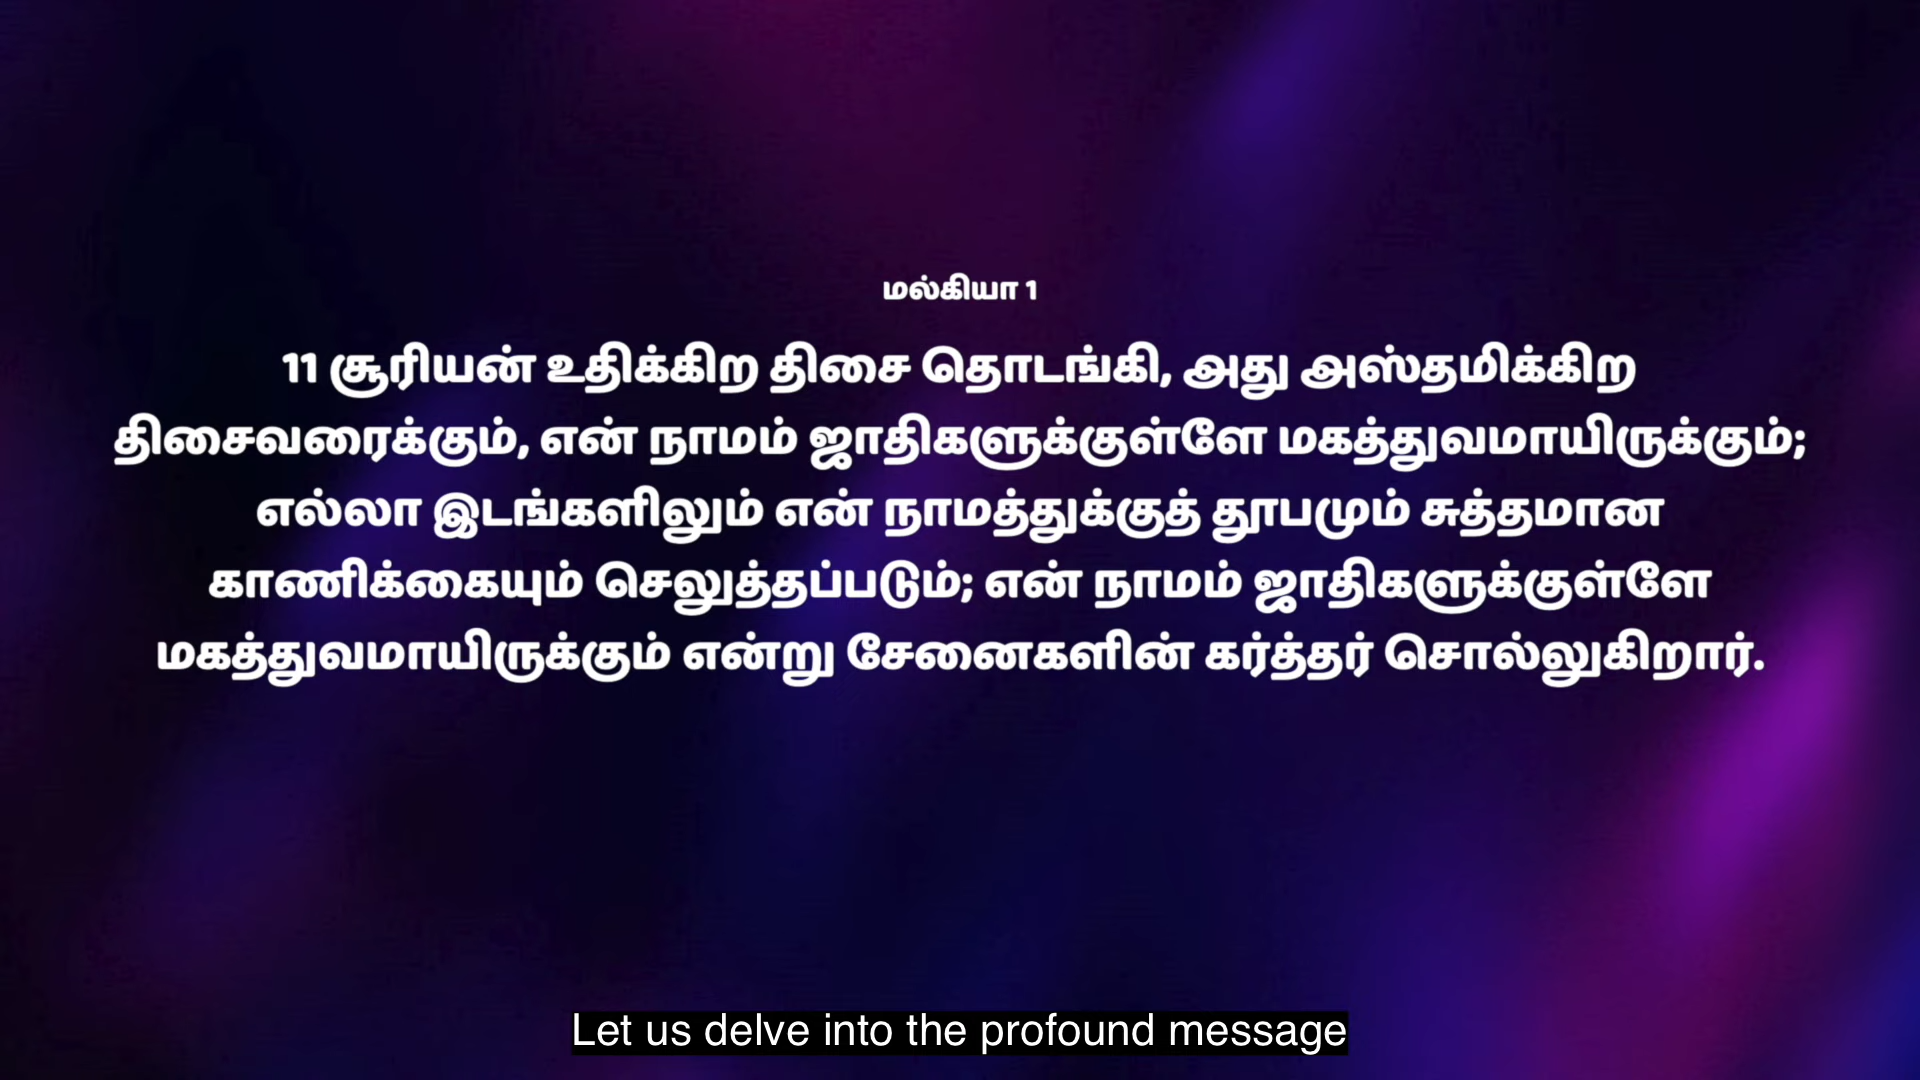 மல்கியா 1
11 சூரியன் உதிக்கிற திசை தொடங்கி, அது அஸ்தமிக்கிற
திசைவரைக்கும், என் நாமம் ஜாதிகளுக்குள்ளே மகத்துவமாயிருக்கும்;
எல்லா இடங்களிலும் என் நாமத்துக்குத் தூபமும் சுத்தமான
காணிக்கையும் செலுத்தப்படும்; என் நாமம் ஜாதிகளுக்குள்ளே
மகத்துவமாயிருக்கும் என்று சேனைகளின் கர்த்தர் சொல்லுகிறார்.
Let us delve into the profound message